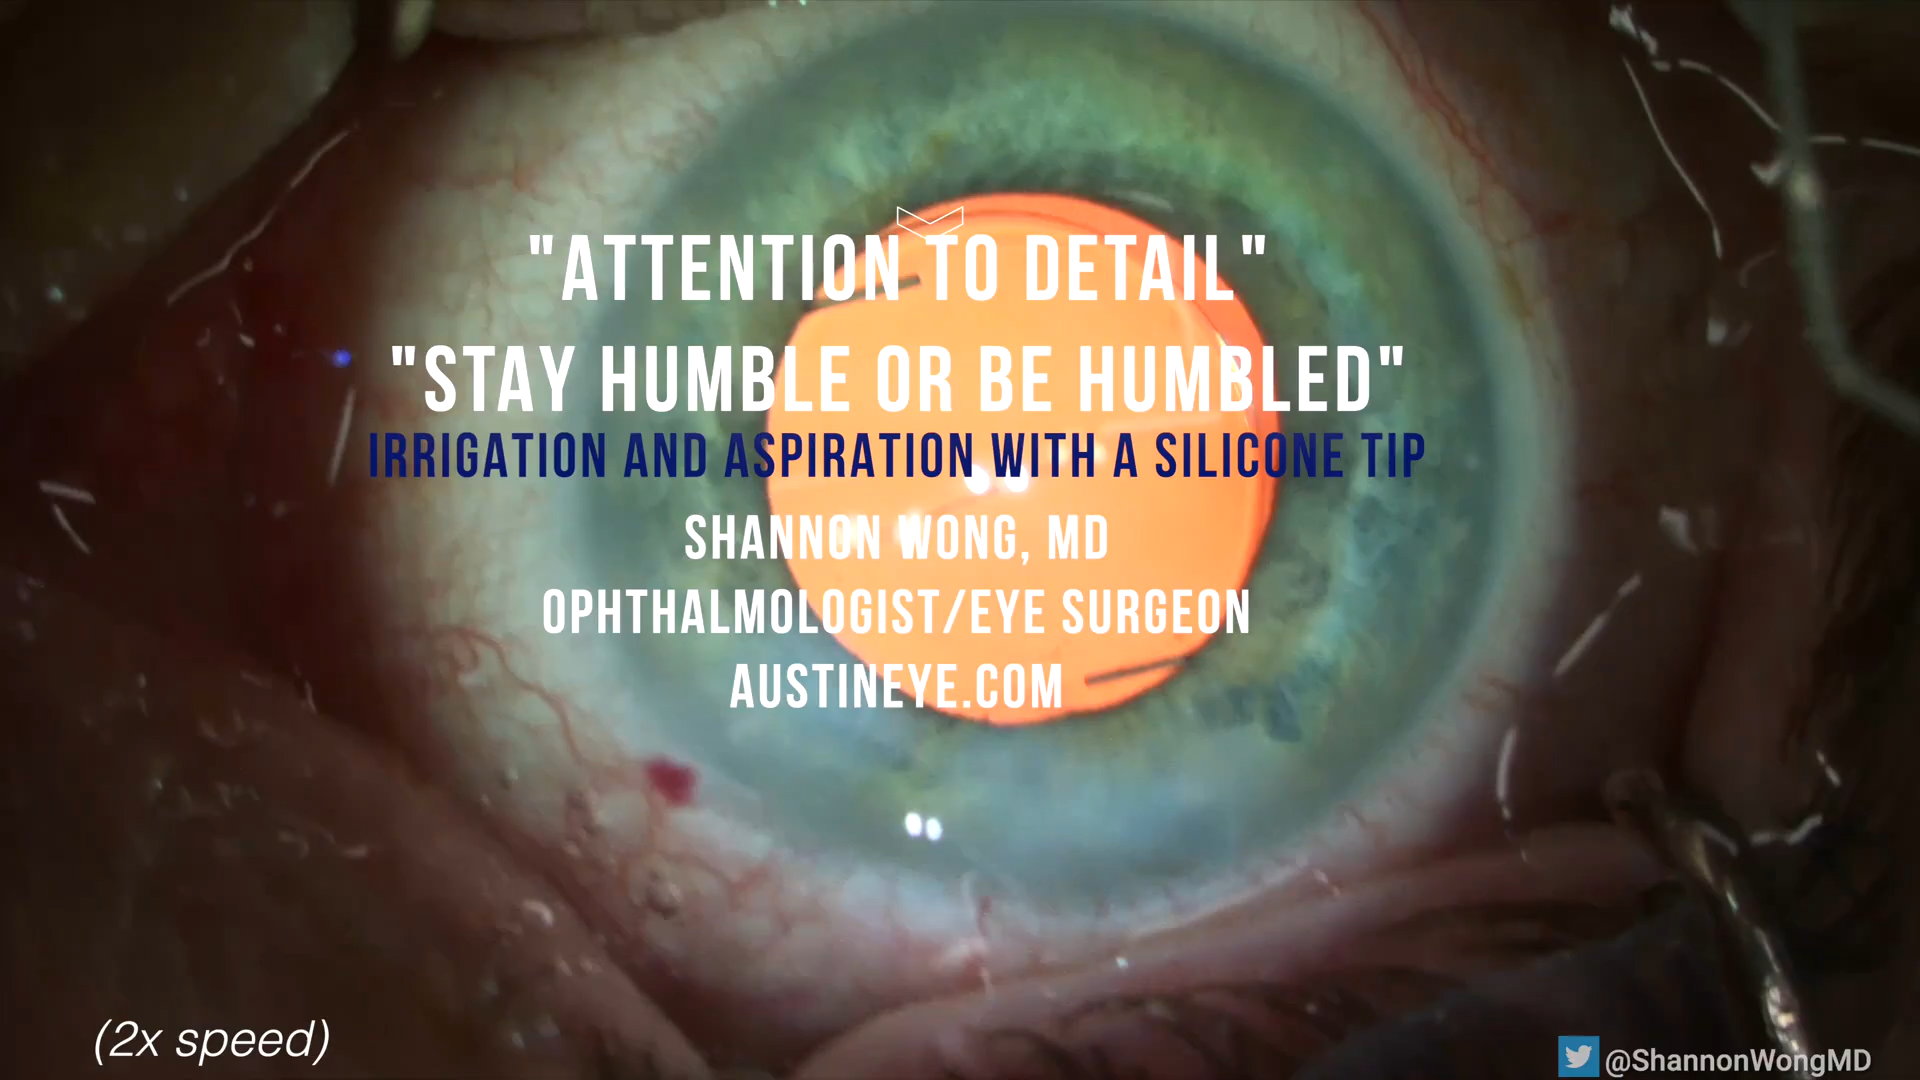 "ATTENTION TO DETAIL"
"STAY HUMBLE OR BE HUMBLED"
IRRIGATION AND ASPIRATION WITH A SILICONE TIP
SHANNON WONG, MD
OPHTHALMOLOGIST/EYE SURGEON
AUSTINEYE.COM
(2x speed)
@ShannonWongMD